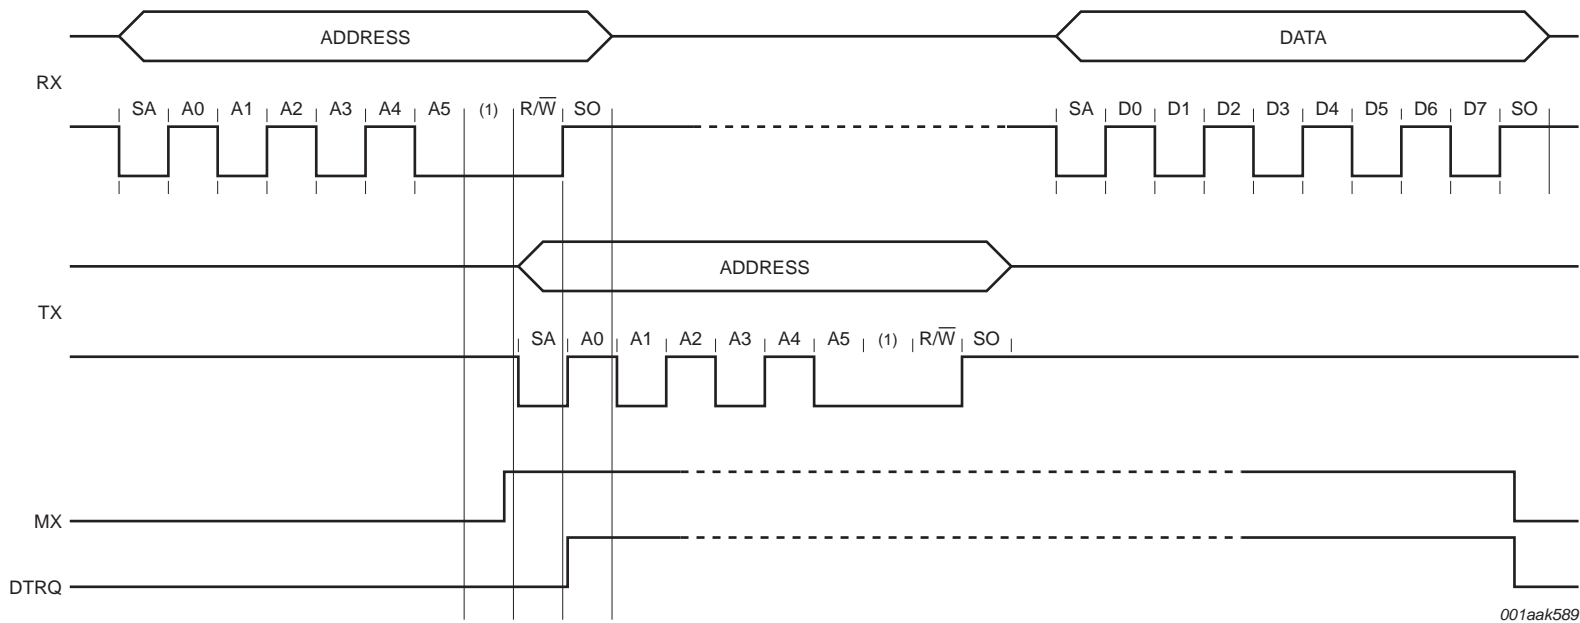 ADDRESS DATA
RX
SA A0 A1 A2 A3 A4 A5 (1) R/W̅ SO SA D0 D1 D2 D3 D4 D5 D6 D7 SO
ADDRESS
TX
SA A0 A1 A2 A3 A4 A5 (1) R/W̅ SO
MX
DTRQ
001aak589